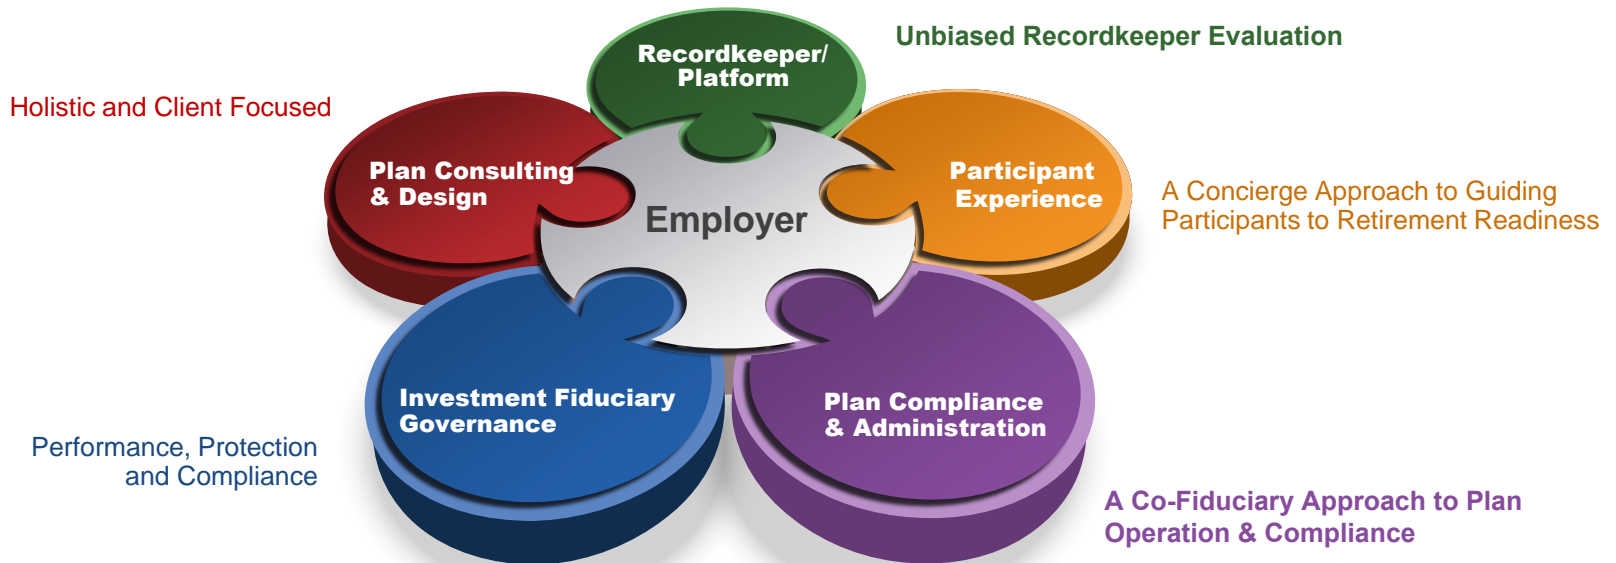 Unbiased Recordkeeper Evaluation
Recordkeeper/
Platform
Holistic and Client Focused
Plan Consulting
& Design
Employer
Participant
Experience
A Concierge Approach to Guiding
Participants to Retirement Readiness
Investment Fiduciary
Governance
Plan Compliance
& Administration
Performance, Protection
and Compliance
A Co-Fiduciary Approach to Plan
Operation & Compliance